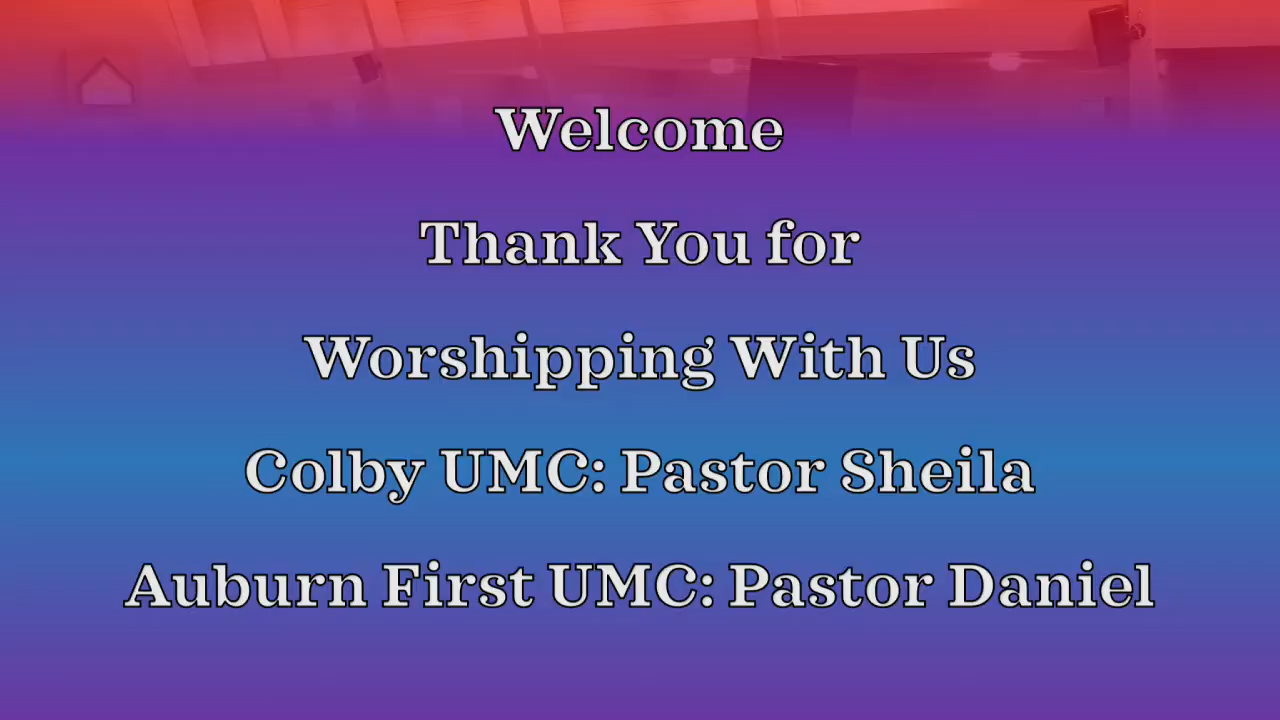 Welcome
Thank You for
Worshipping With Us
Colby UMC: Pastor Sheila
Auburn First UMC: Pastor Daniel